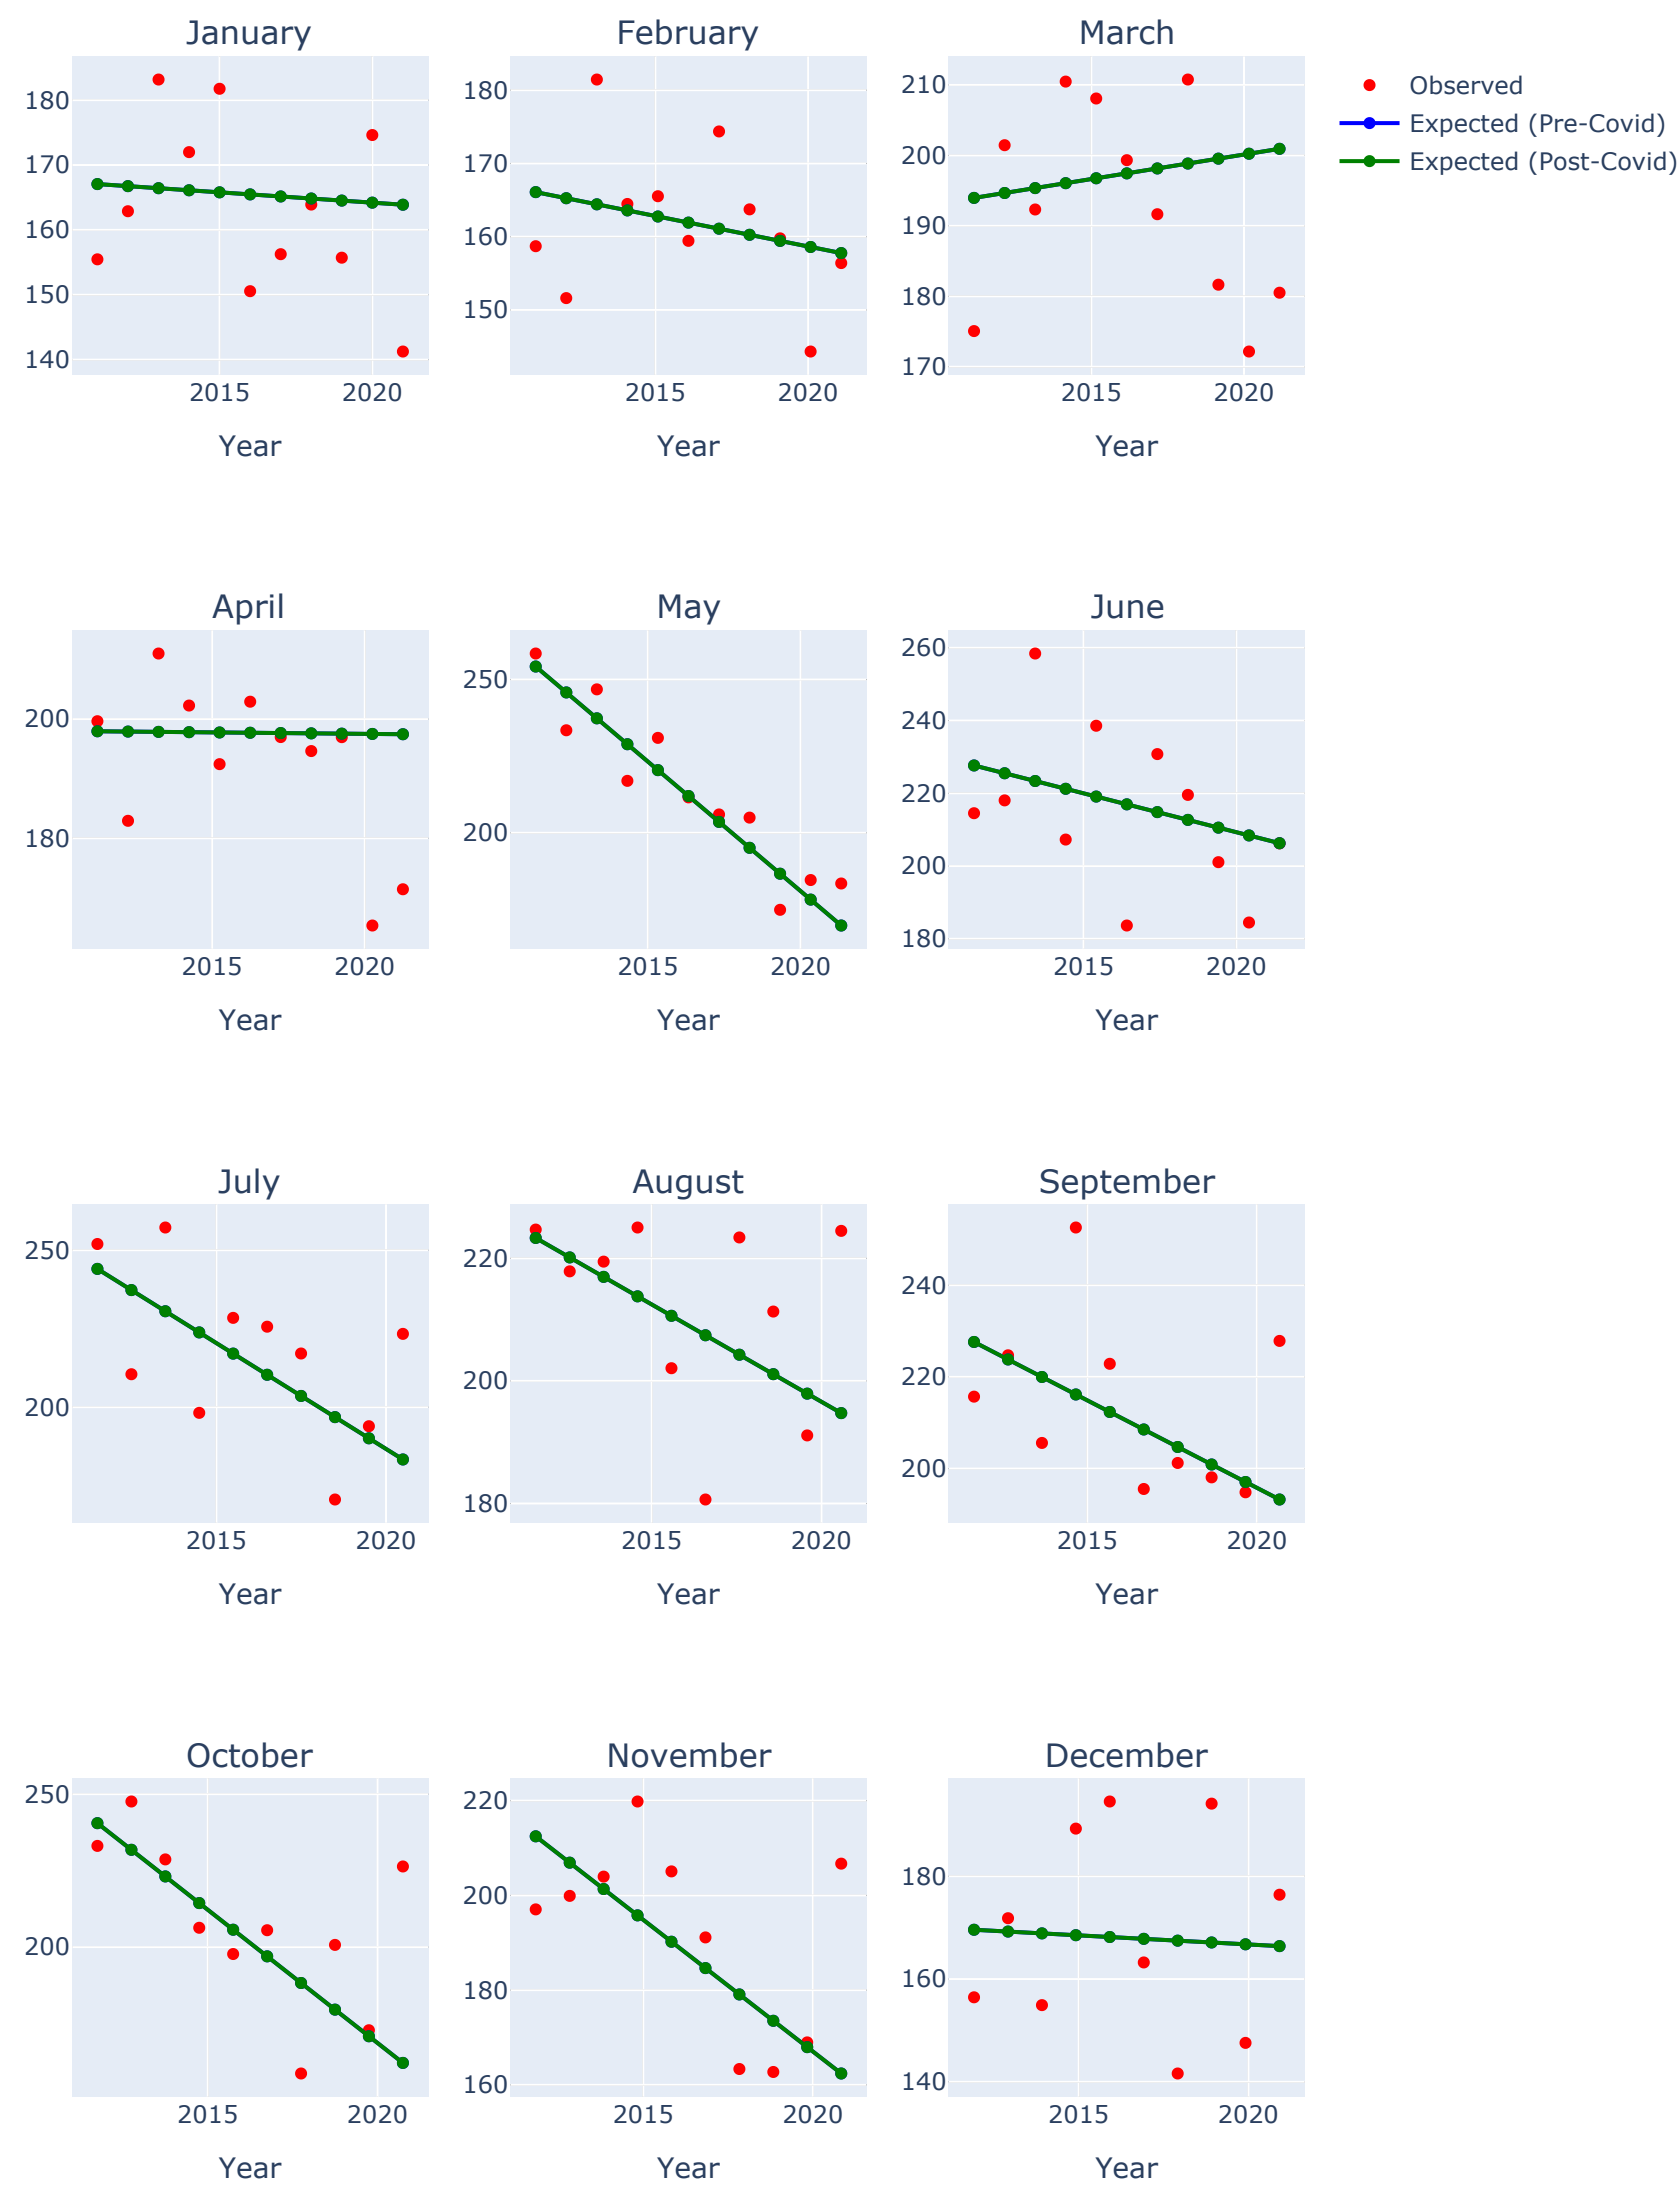 January
February
March
Observed
Expected (Pre-Covid)
Expected (Post-Covid)
180
170
160
150
140
2015
2020
Year
180
170
160
150
2015
2020
Year
210
200
190
180
170
2015
2020
Year
April
May
June
200
180
2015
2020
Year
250
200
2015
2020
Year
260
240
220
200
180
2015
2020
Year
July
August
September
250
200
2015
2020
Year
220
200
180
2015
2020
Year
240
220
200
2015
2020
Year
October
November
December
250
200
2015
2020
Year
220
200
180
160
2015
2020
Year
180
160
140
2015
2020
Year